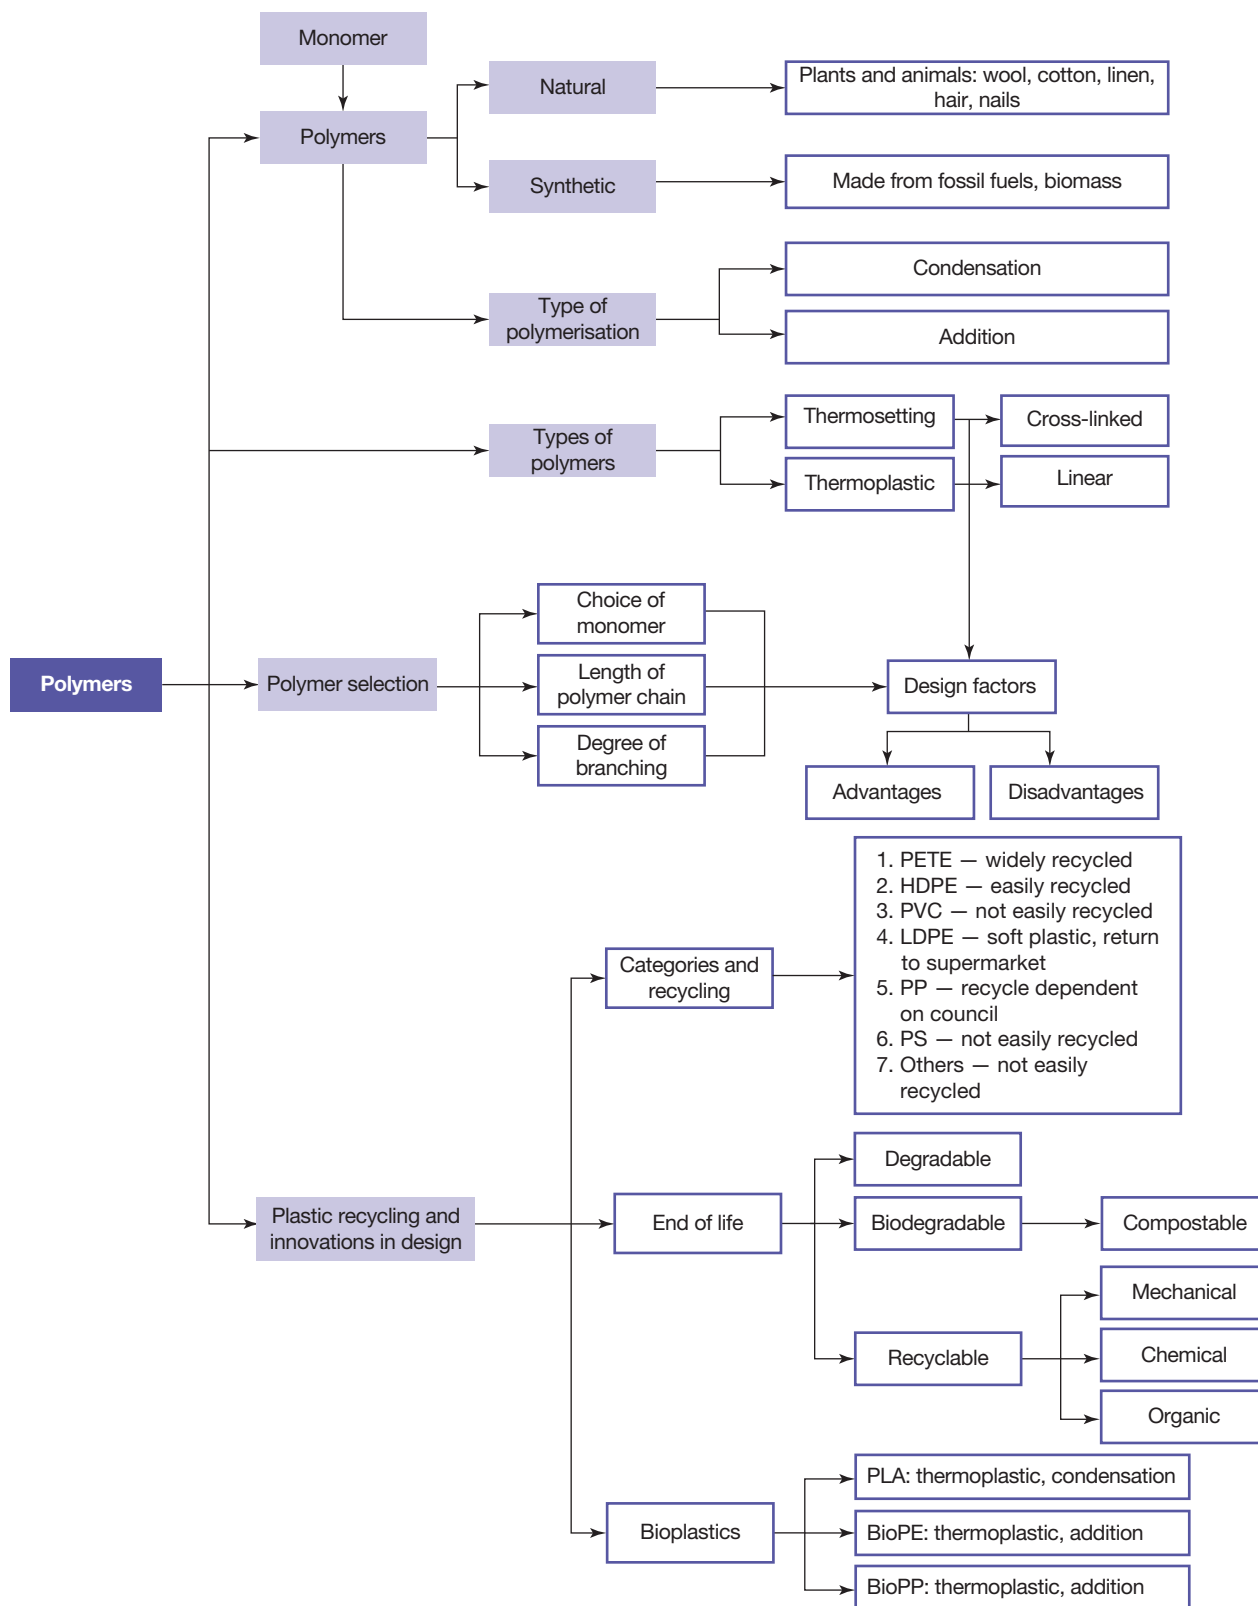 Monomer
Natural
Plants and animals: wool, cotton, linen,
hair, nails
Polymers
Synthetic
Made from fossil fuels, biomass
Condensation
Type of
polymerisation
Addition
Thermosetting
Cross-linked
Types of
polymers
Thermoplastic
Linear
Choice of
monomer
Polymers
Polymer selection
Length of
polymer chain
Design factors
Degree of
branching
Advantages
Disadvantages
1. PETE — widely recycled
2. HDPE — easily recycled
3. PVC — not easily recycled
4. LDPE — soft plastic, return
to supermarket
5. PP — recycle dependent
on council
6. PS — not easily recycled
7. Others — not easily
recycled
Categories and
recycling
Degradable
Plastic recycling and
innovations in design
End of life
Biodegradable
Compostable
Mechanical
Recyclable
Chemical
Organic
PLA: thermoplastic, condensation
Bioplastics
BioPE: thermoplastic, addition
BioPP: thermoplastic, addition